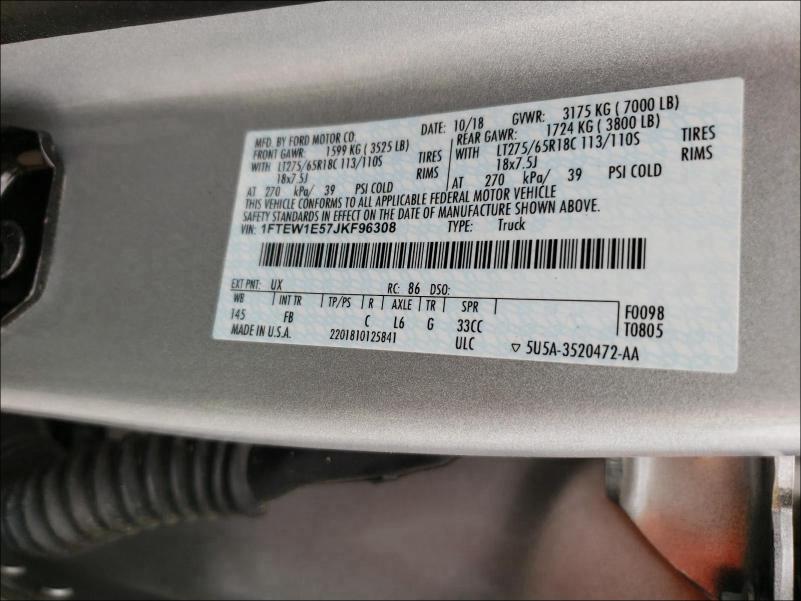 MFD. BY FORD MOTOR CO. DATE: 10/18 GVWR: 3175 KG ( 7000 LB)
FRONT GAWR: 1599 KG ( 3525 LB) REAR GAWR: 1724 KG ( 3800 LB)
WITH LT275/65R18C 113/110S TIRES WITH LT275/65R18C 113/110S TIRES
18x7.5J RIMS 18x7.5J RIMS
AT 270 kPa/ 39 PSI COLD AT 270 kPa/ 39 PSI COLD
THIS VEHICLE CONFORMS TO ALL APPLICABLE FEDERAL MOTOR VEHICLE
SAFETY STANDARDS IN EFFECT ON THE DATE OF MANUFACTURE SHOWN ABOVE.
VIN: 1FTEW1E57JKF96308 TYPE: Truck
EXT PNT: UX RC: 86 DSO:
WB INT TR TP/PS R AXLE TR SPR F0098
145 FB C L6 G 33CC T0805
MADE IN U.S.A. 2201810125841 ULC ▽ 5U5A-3520472-AA